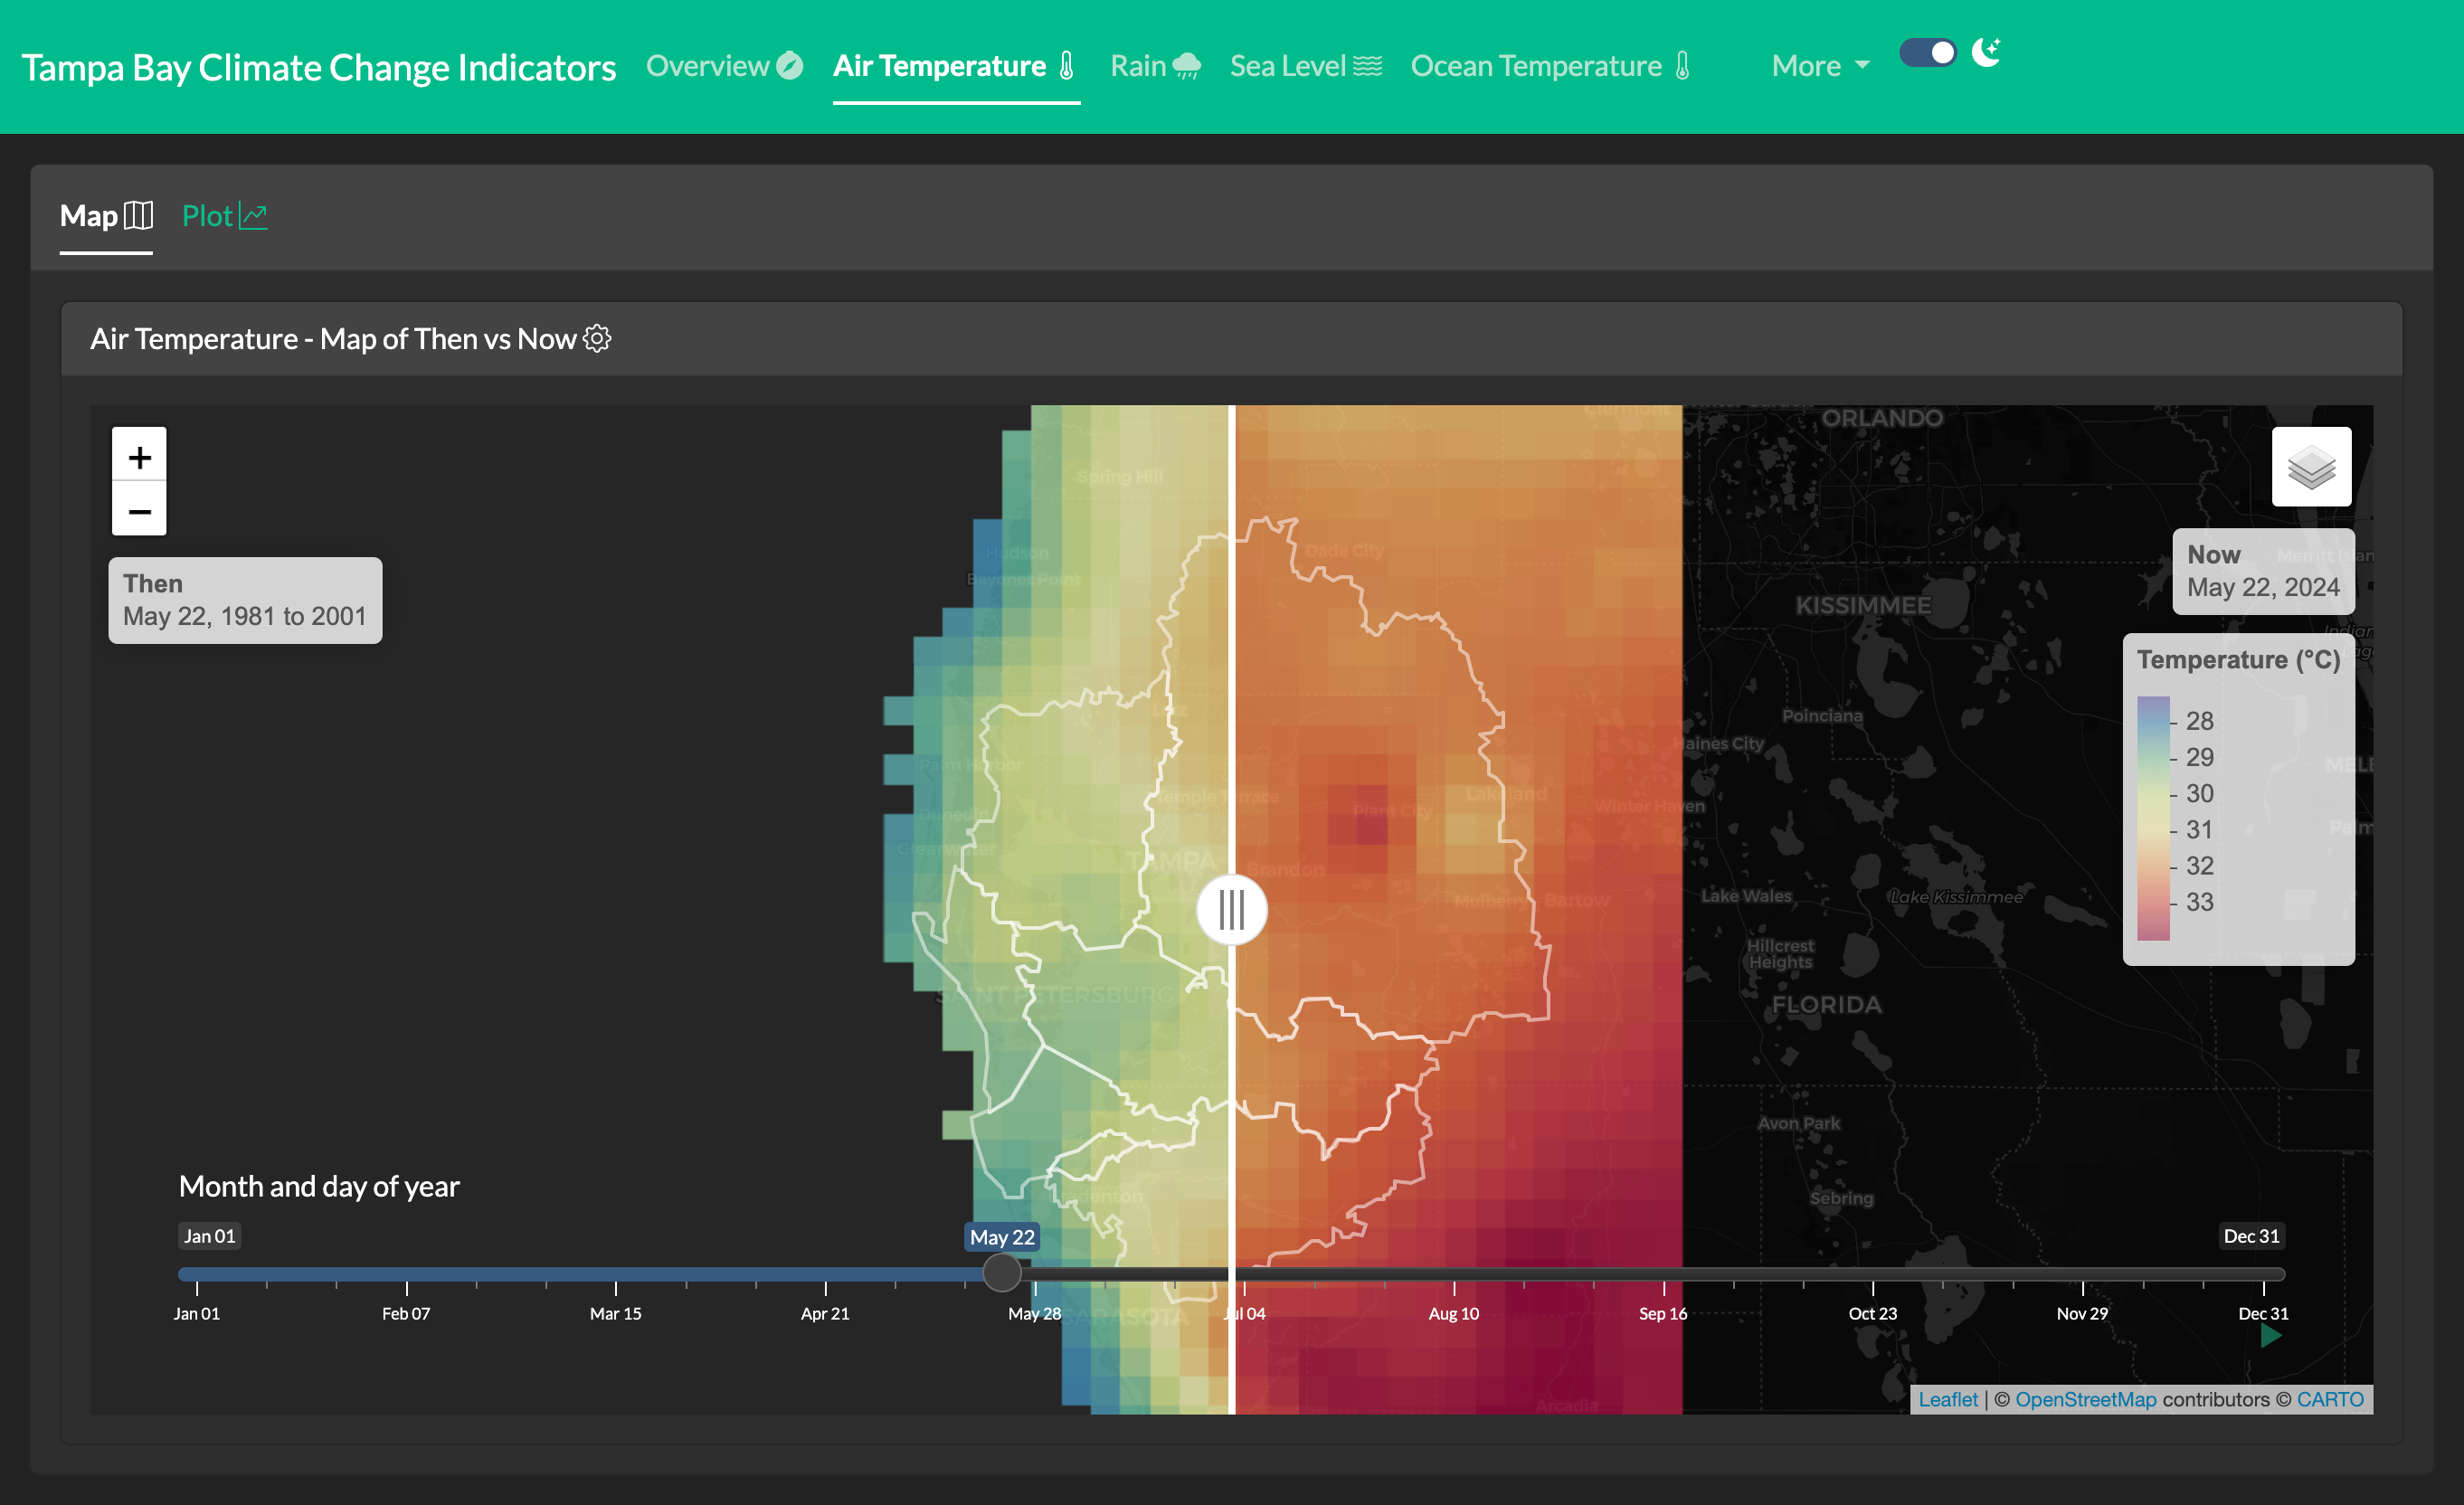 Tampa Bay Climate Change Indicators
Overview
Air Temperature
Rain
Sea Level
Ocean Temperature
More
Map
Plot
Air Temperature - Map of Then vs Now
+
−
Then
May 22, 1981 to 2001
Now
May 22, 2024
Temperature (°C)
28
29
30
31
32
33
Clermont
ORLANDO
Spring Hill
Hudson
Bayonet Point
Dade City
KISSIMMEE
Lutz
Poinciana
Haines City
Palm Harbor
Temple Terrace
Plant City
Lakeland
Winter Haven
Dunedin
Clearwater
TAMPA
Brandon
Mulberry
Bartow
Lake Wales
Lake Kissimmee
Hillcrest
Heights
SAINT PETERSBURG
FLORIDA
Avon Park
Bradenton
Sebring
SARASOTA
Arcadia
Month and day of year
Jan 01
May 22
Dec 31
Jan 01
Feb 07
Mar 15
Apr 21
May 28
Jul 04
Aug 10
Sep 16
Oct 23
Nov 29
Dec 31
Leaflet | © OpenStreetMap contributors © CARTO